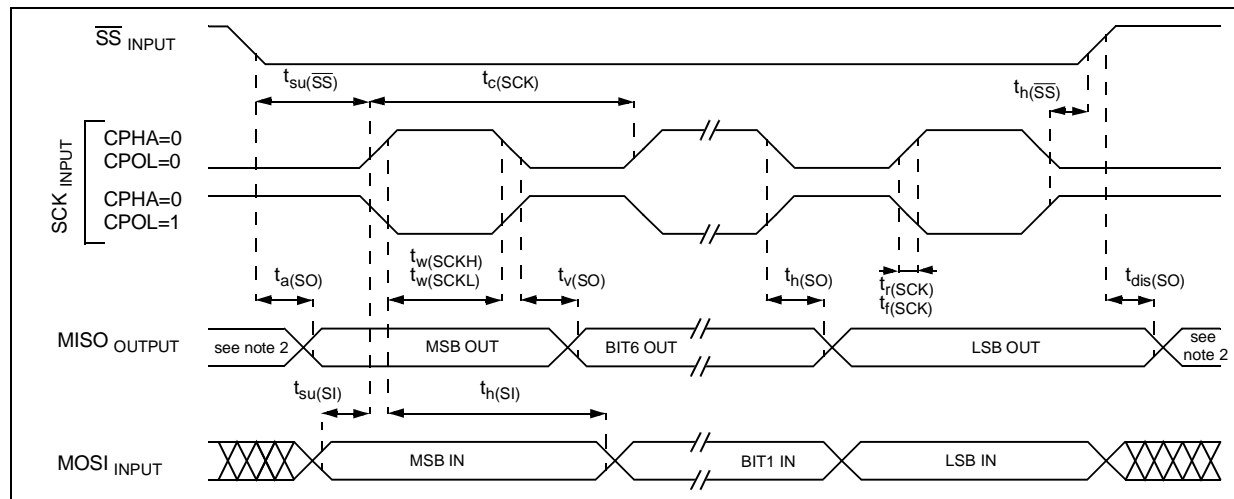 SS INPUT
tsu(SS)
tc(SCK)
th(SS)
SCK INPUT
CPHA=0
CPOL=0
CPHA=0
CPOL=1
ta(SO)
tw(SCKH)
tw(SCKL)
tv(SO)
th(SO)
tr(SCK)
tf(SCK)
tdis(SO)
MISO OUTPUT
see note 2
MSB OUT
BIT6 OUT
LSB OUT
see
note 2
tsu(SI)
th(SI)
MOSI INPUT
MSB IN
BIT1 IN
LSB IN